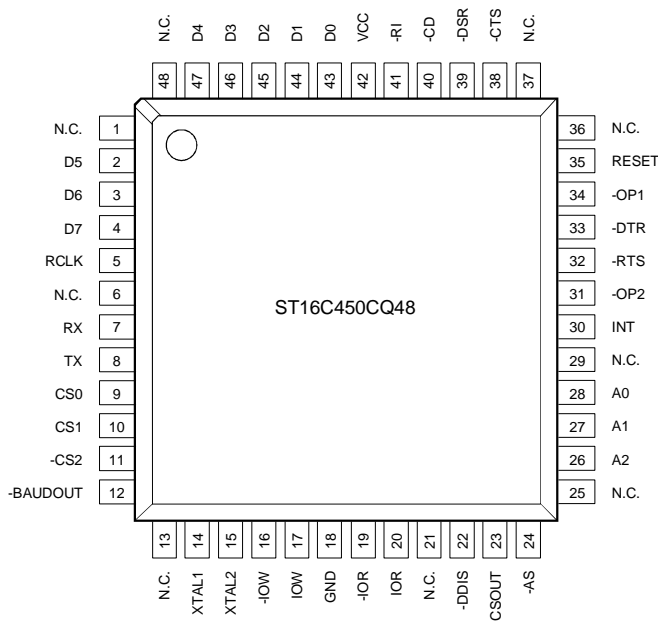 N.C. D4 D3 D2 D1 D0 VCC -RI -CD -DSR -CTS N.C.
48 47 46 45 44 43 42 41 40 39 38 37
N.C. 1 36 N.C.
D5 2 35 RESET
D6 3 34 -OP1
D7 4 33 -DTR
RCLK 5 32 -RTS
N.C. 6 31 -OP2
ST16C450CQ48
RX 7 30 INT
TX 8 29 N.C.
CS0 9 28 A0
CS1 10 27 A1
-CS2 11 26 A2
-BAUDOUT 12 25 N.C.
13 14 15 16 17 18 19 20 21 22 23 24
N.C. XTAL1 XTAL2 -IOW IOW GND -IOR IOR N.C. -DDIS CSOUT -AS